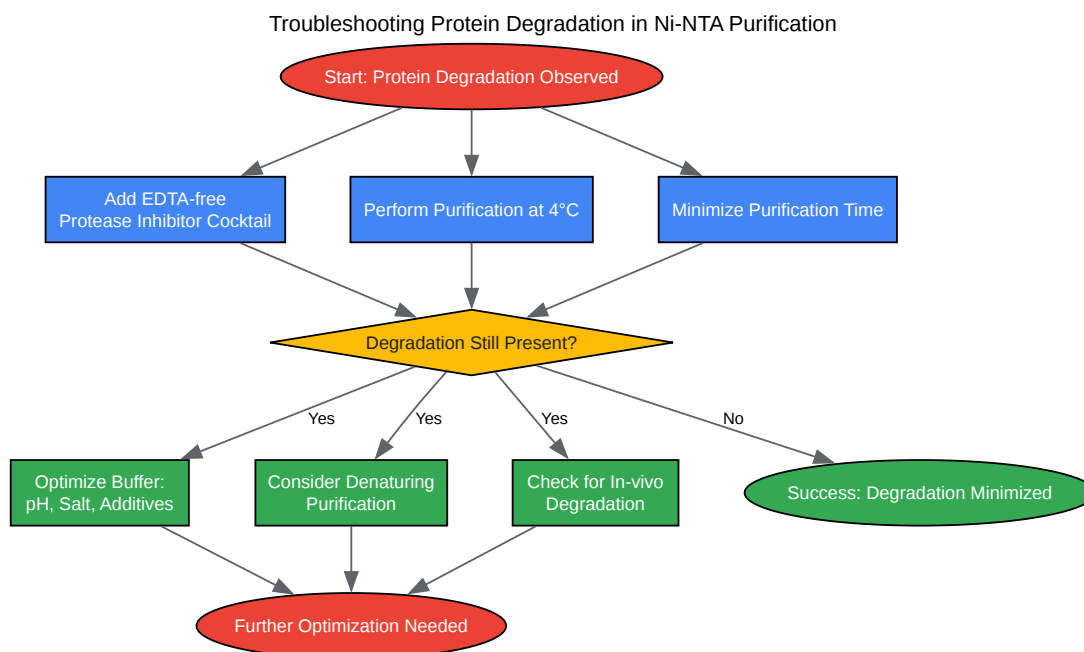 Troubleshooting Protein Degradation in Ni-NTA Purification
Start: Protein Degradation Observed
Add EDTA-free
Protease Inhibitor Cocktail
Perform Purification at 4°C
Minimize Purification Time
Degradation Still Present?
Yes
Yes
Yes
No
Optimize Buffer:
pH, Salt, Additives
Consider Denaturing
Purification
Check for In-vivo
Degradation
Success: Degradation Minimized
Further Optimization Needed